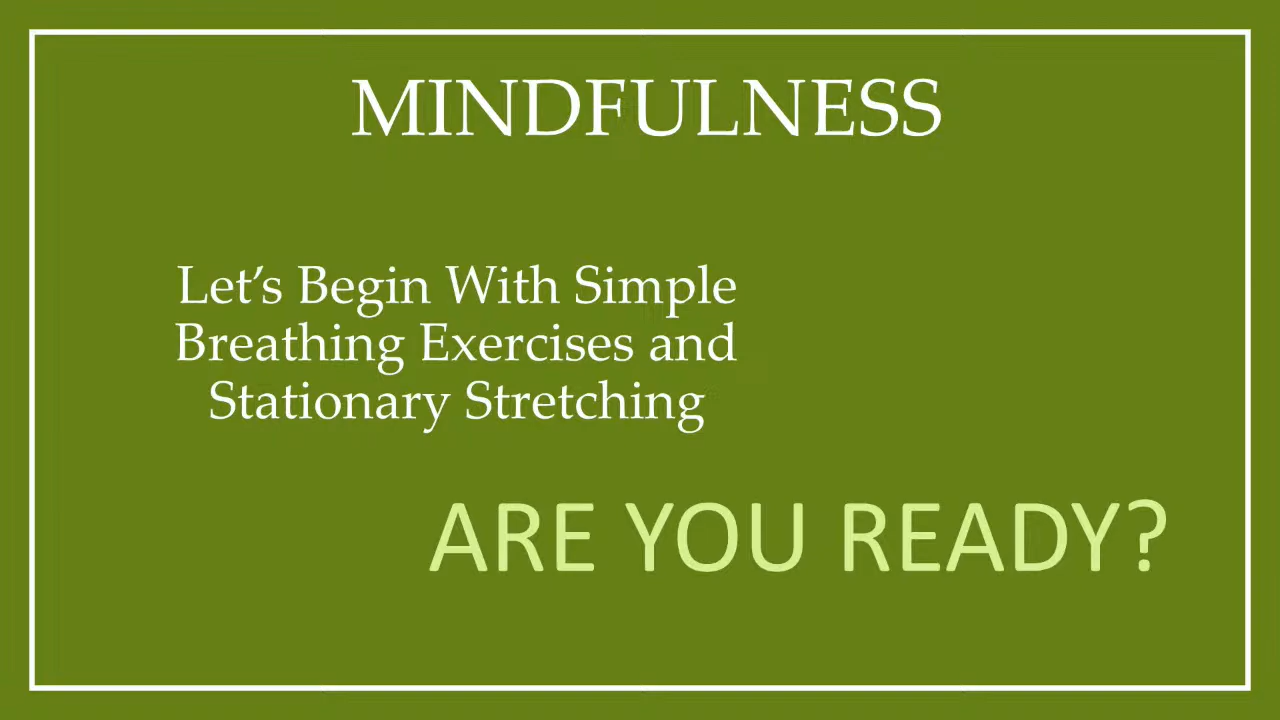 MINDFULNESS
Let’s Begin With Simple
Breathing Exercises and
Stationary Stretching
ARE YOU READY?